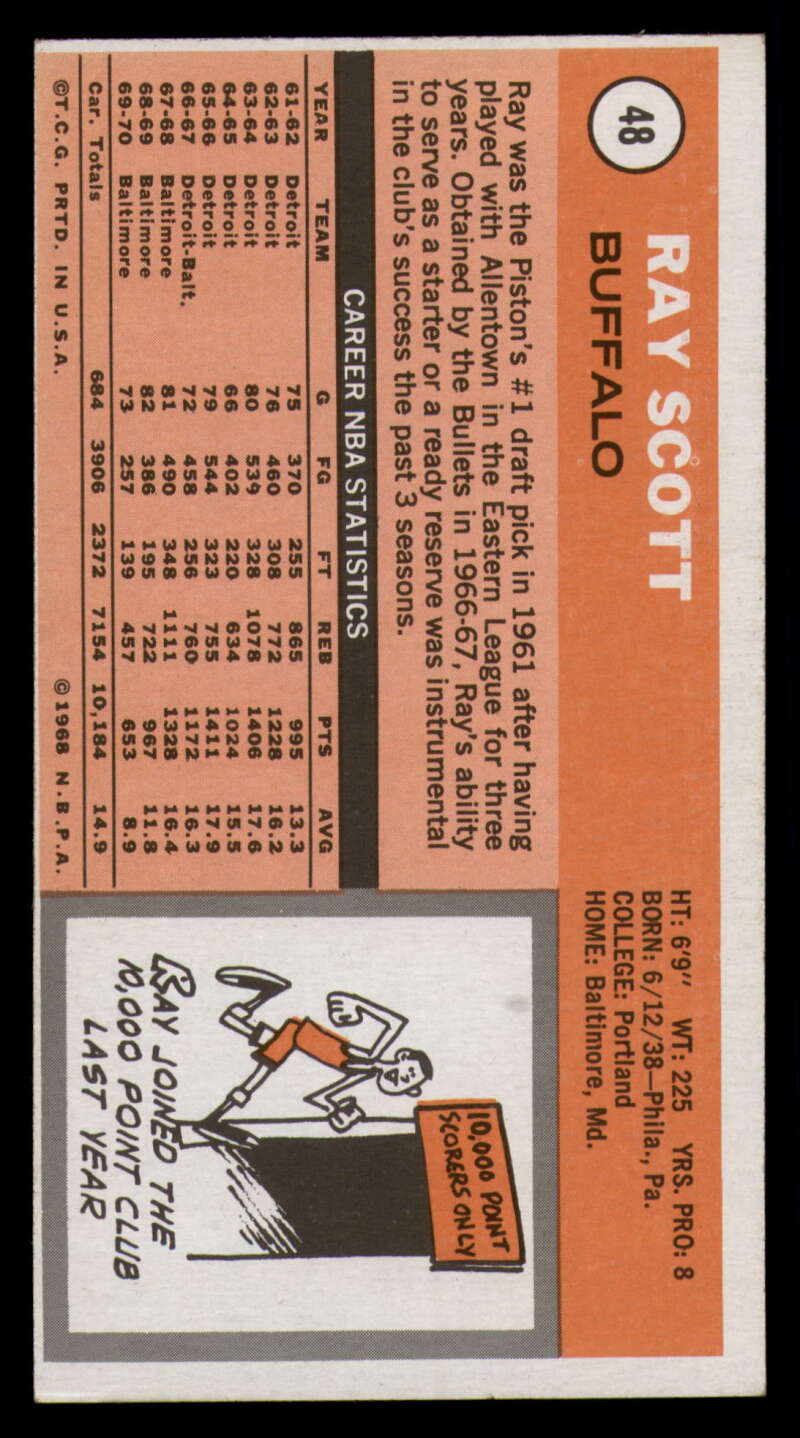 48
RAY SCOTT
BUFFALO
HT: 6'9" WT: 225 YRS. PRO: 8
BORN: 6/12/38—Phila., Pa.
COLLEGE: Portland
HOME: Baltimore, Md.
Ray was the Piston's #1 draft pick in 1961 after having
played with Allentown in the Eastern League for three
years. Obtained by the Bullets in 1966-67, Ray's ability
to serve as a starter or a ready reserve was instrumental
in the club's success the past 3 seasons.
CAREER NBA STATISTICS
YEAR TEAM G FG FT REB PTS AVG
61-62 Detroit 75 370 255 865 995 13.3
62-63 Detroit 76 460 308 772 1228 16.2
63-64 Detroit 80 539 328 1078 1406 17.6
64-65 Detroit 66 402 220 634 1024 15.5
65-66 Detroit 79 544 323 755 1411 17.9
66-67 Detroit-Balt. 72 458 256 760 1172 16.3
67-68 Baltimore 81 490 348 1111 1328 16.4
68-69 Baltimore 82 386 195 722 967 11.8
69-70 Baltimore 73 257 139 457 653 8.9
Car. Totals 684 3906 2372 7154 10,184 14.9
©T.C.G. PRTD. IN U.S.A. ©1968 N.B.P.A.
10,000 POINT
SCORERS ONLY
RAY JOINED THE
10,000 POINT CLUB
LAST YEAR